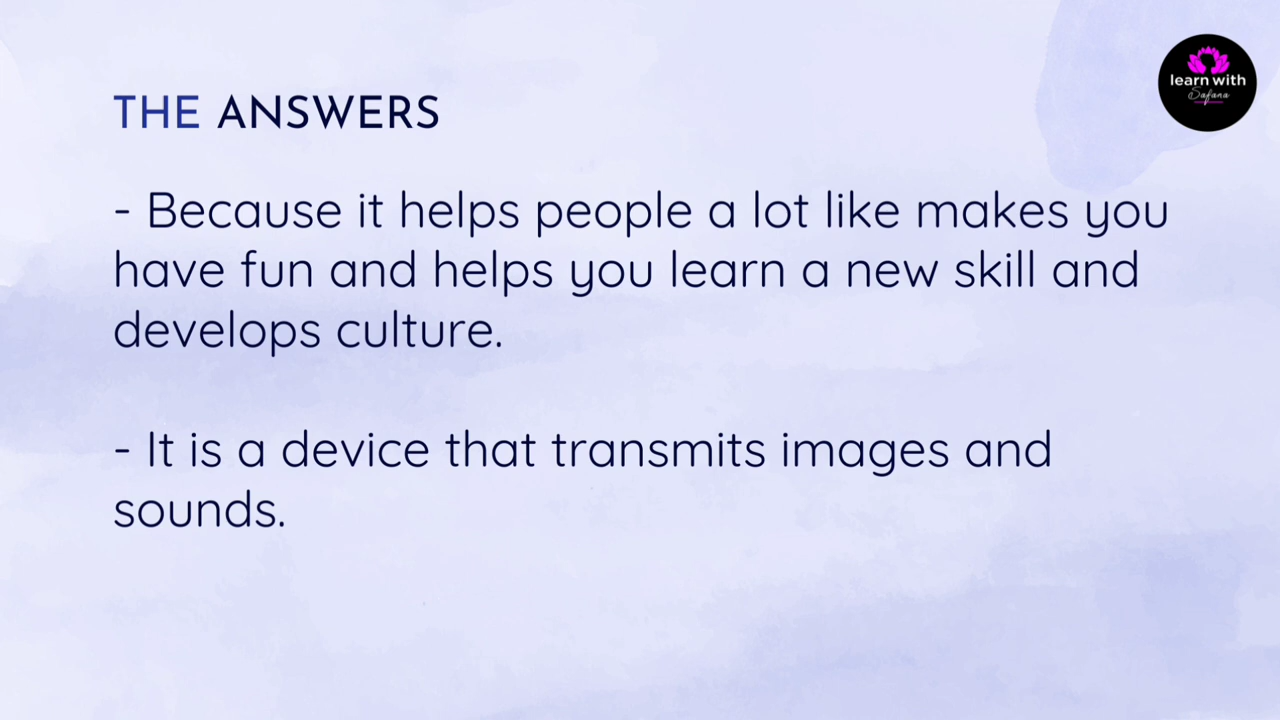 learn with
Safana
THE ANSWERS
- Because it helps people a lot like makes you
have fun and helps you learn a new skill and
develops culture.
- It is a device that transmits images and
sounds.